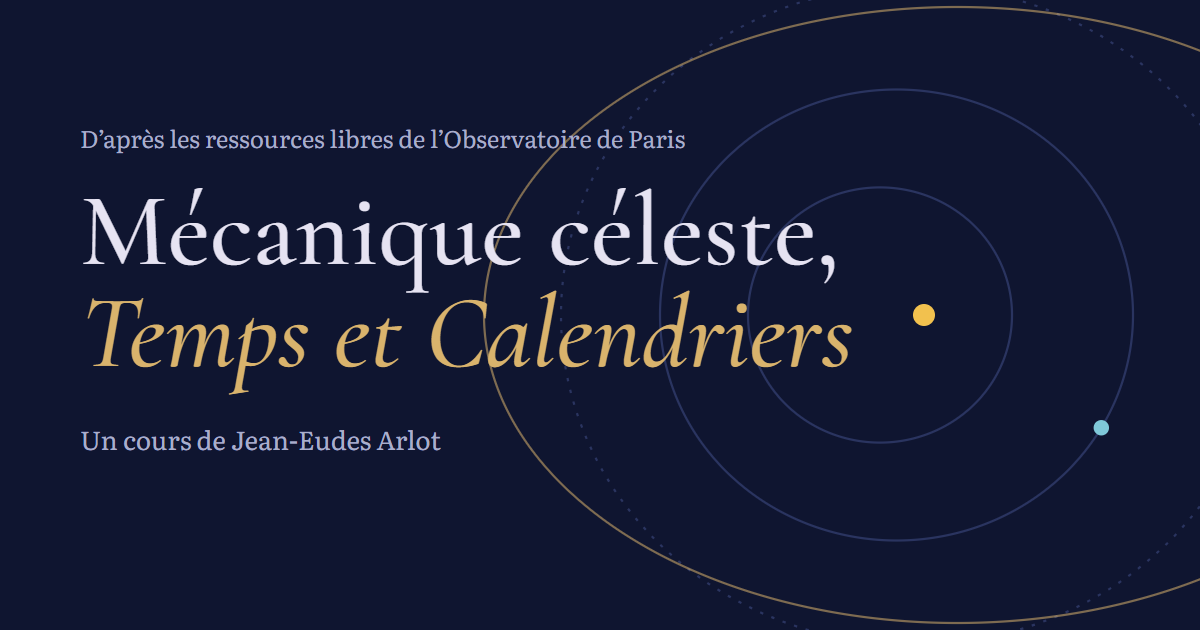 D’après les ressources libres de l’Observatoire de Paris
Mécanique céleste,
Temps et Calendriers
Un cours de Jean-Eudes Arlot